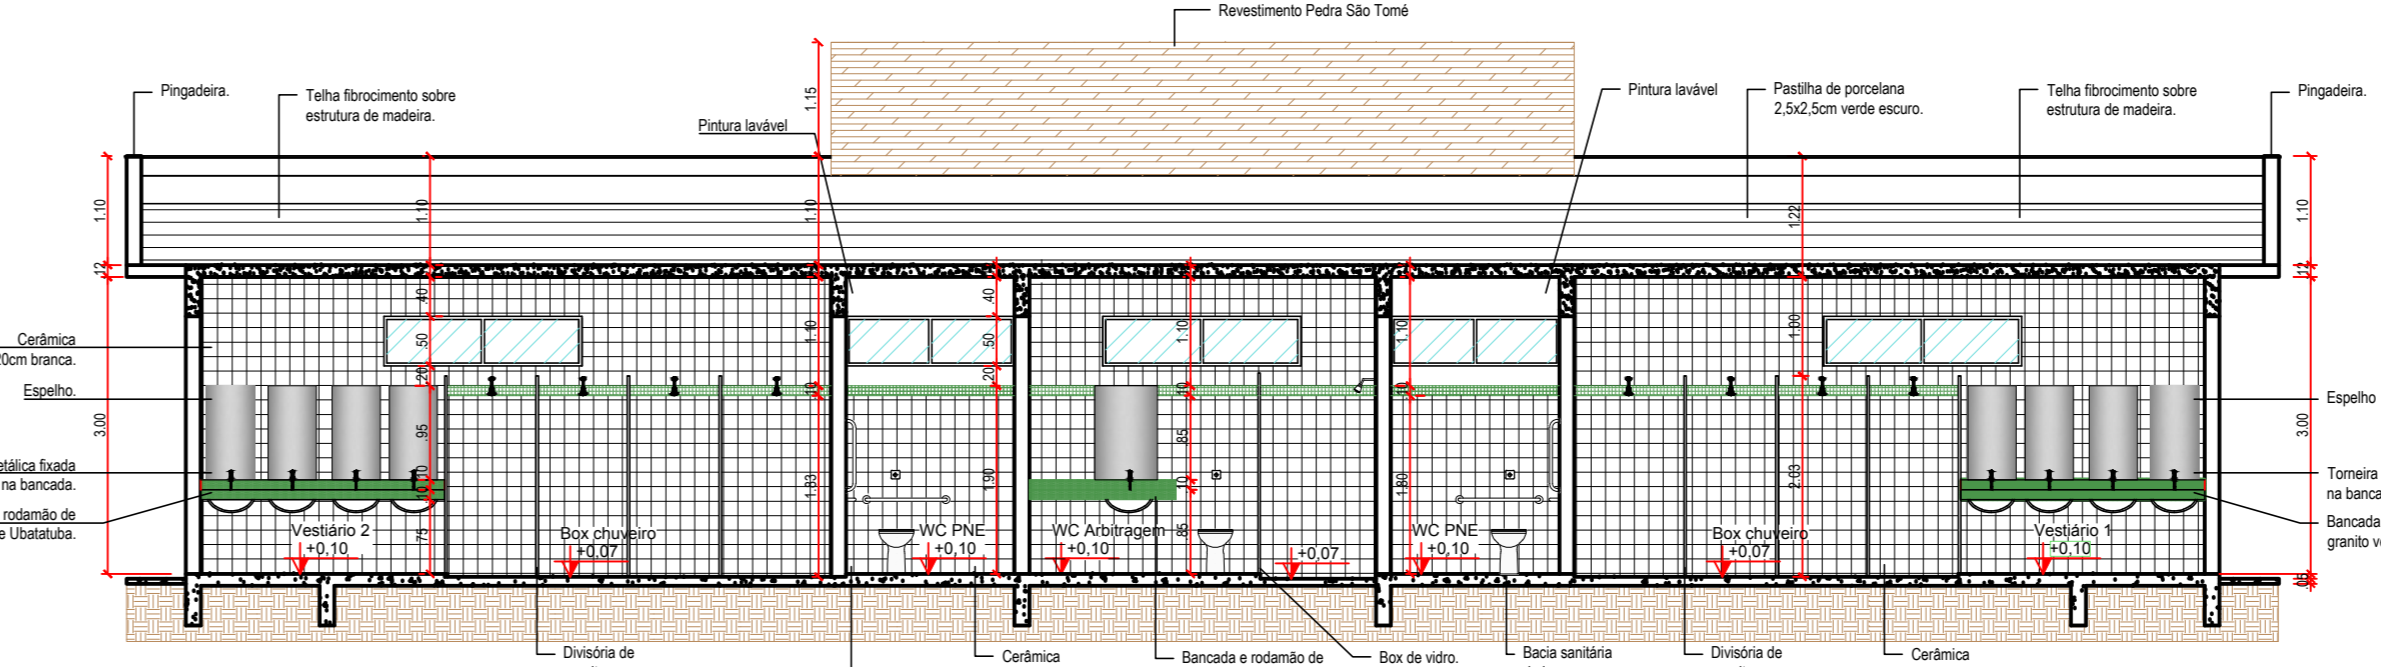 Revestimento Pedra São Tomé
Pingadeira.
Telha fibrocimento sobre
estrutura de madeira.
Pintura lavável
1.15
Pintura lavável
Pastilha de porcelana
2,5x2,5cm verde escuro.
Telha fibrocimento sobre
estrutura de madeira.
Pingadeira.
1.10
1.10
1.10
1.22
1.10
12
12
.40
.40
Cerâmica
20cm branca.
.50
1.10
.50
1.10
1.10
1.00
.20
.20
Espelho.
.10
.10
.10
Espelho
3.00
.95
.85
3.00
etálica fixada
na bancada.
.10
.10
1.83
1.90
.10
1.80
2.03
Torneira
na banca
rodamão de
e Ubatatuba.
Bancada
granito v
.75
.85
Vestiário 2
+0,10
Box chuveiro
+0,07
WC PNE
+0,10
WC Arbitragem
+0,10
+0,07
WC PNE
+0,10
Box chuveiro
+0,07
Vestiário 1
+0,10
.05
Divisória de
Cerâmica
Bancada e rodamão de
Box de vidro.
Bacia sanitária
Divisória de
Cerâmica